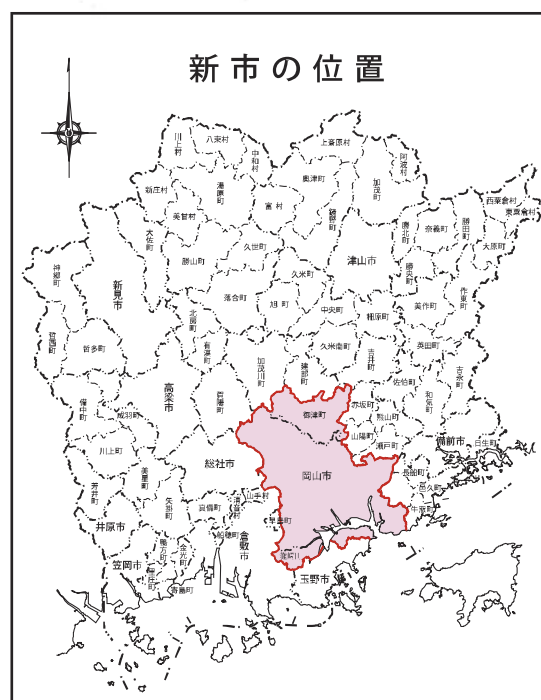 新市の位置
川上村
八束村
中和村
上斎原村
阿波村
湯原町
奥津町
加茂町
新庄村
美甘村
富村
鏡野町
勝北町
奈義町
勝田町
西粟倉村
東粟倉村
大原町
大佐町
勝山町
久世町
久米町
津山市
勝央町
作東町
神郷町
新見市
落合町
旭町
中央町
柵原町
美作町
北房町
哲西町
哲多町
有漢町
加茂川町
建部町
久米南町
吉井町
英田町
佐伯町
和気町
吉永町
高梁市
賀陽町
備中町
成羽町
御津町
赤坂町
熊山町
山陽町
瀬戸町
備前市
日生町
川上町
美星町
総社市
岡山市
長船町
邑久町
牛窓町
芳井町
矢掛町
真備町
清音村
山手村
早島町
井原市
鴨方町
金光町
船穂町
倉敷市
灘崎町
笠岡市
里庄町
寄島町
玉野市